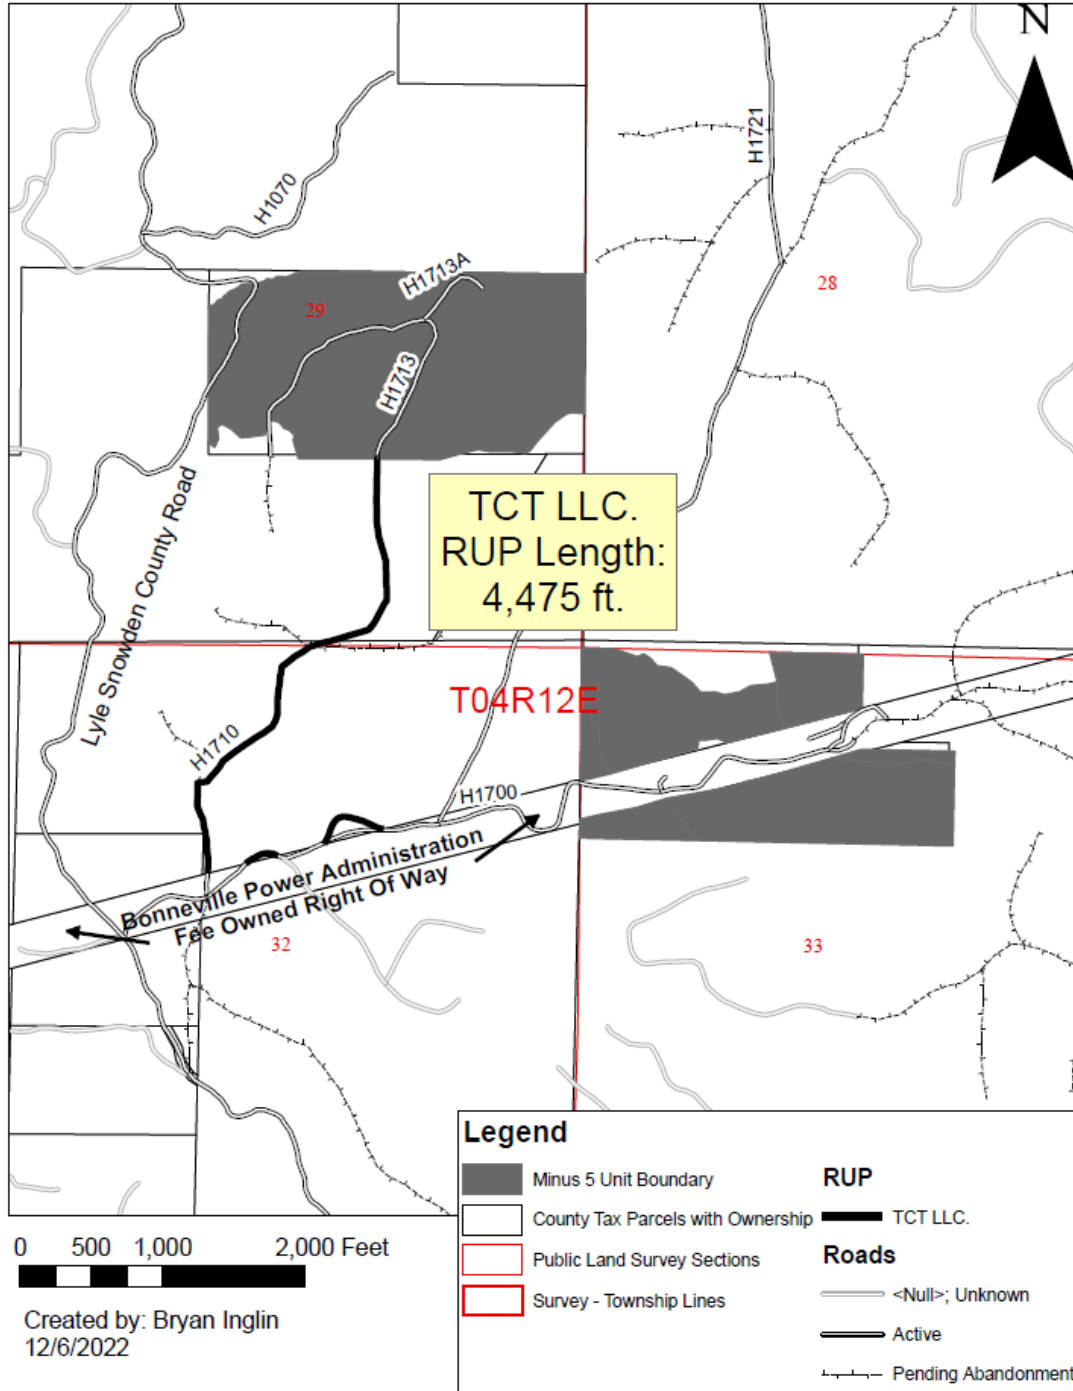 N
H1721
H1070
H1713A
29
28
H1713
TCT LLC.
RUP Length:
4,475 ft.
Lyle Snowden County Road
T04R12E
H1710
H1700
Bonneville Power Administration
Fee Owned Right Of Way
32
33
Legend
Minus 5 Unit Boundary
County Tax Parcels with Ownership
Public Land Survey Sections
Survey - Township Lines
RUP
TCT LLC.
Roads
<Null>; Unknown
Active
Pending Abandonment
0 500 1,000 2,000 Feet
Created by: Bryan Inglin
12/6/2022